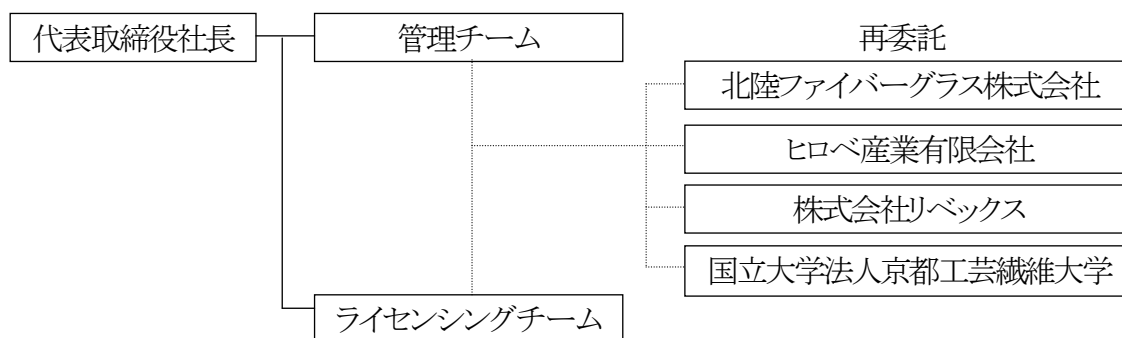 代表取締役社長
管理チーム
再委託
北陸ファイバーグラス株式会社
ヒロベ産業有限会社
株式会社リベックス
国立大学法人京都工芸繊維大学
ライセンシングチーム